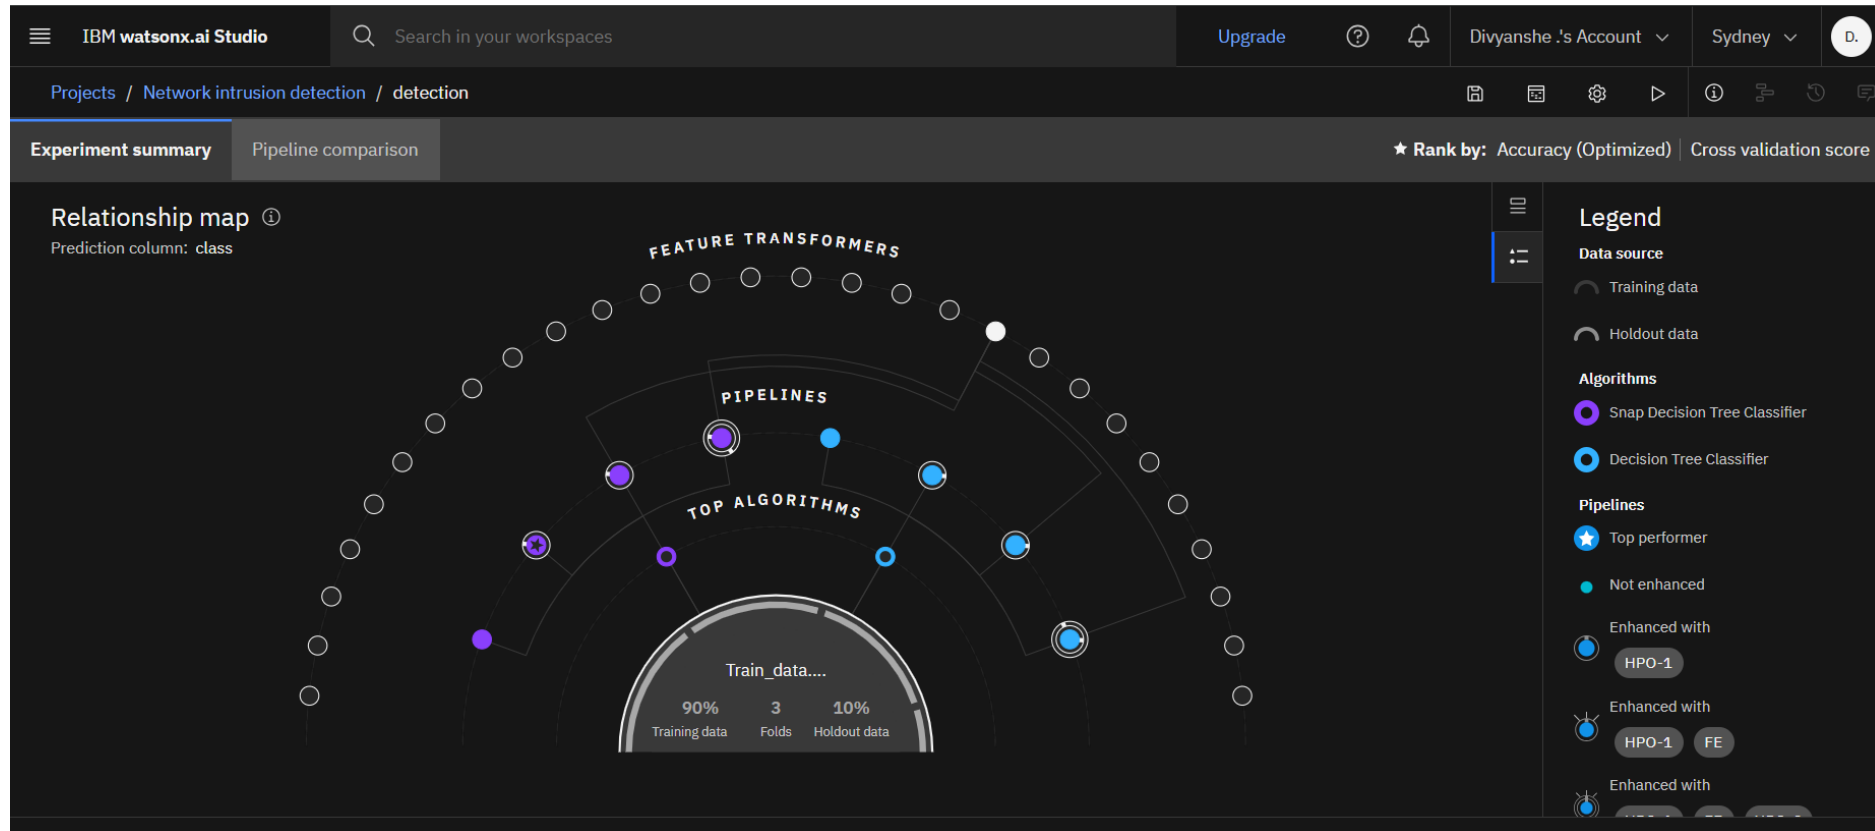 IBM watsonx.ai Studio
Search in your workspaces
Upgrade
Divyanshe .'s Account
Sydney
D.
Projects / Network intrusion detection / detection
Experiment summary
Pipeline comparison
Rank by: Accuracy (Optimized) | Cross validation score
Relationship map
Prediction column: class
FEATURE TRANSFORMERS
PIPELINES
TOP ALGORITHMS
Train_data....
90% 3 10%
Training data Folds Holdout data
Legend
Data source
Training data
Holdout data
Algorithms
Snap Decision Tree Classifier
Decision Tree Classifier
Pipelines
Top performer
Not enhanced
Enhanced with
HPO-1
Enhanced with
HPO-1 FE
Enhanced with